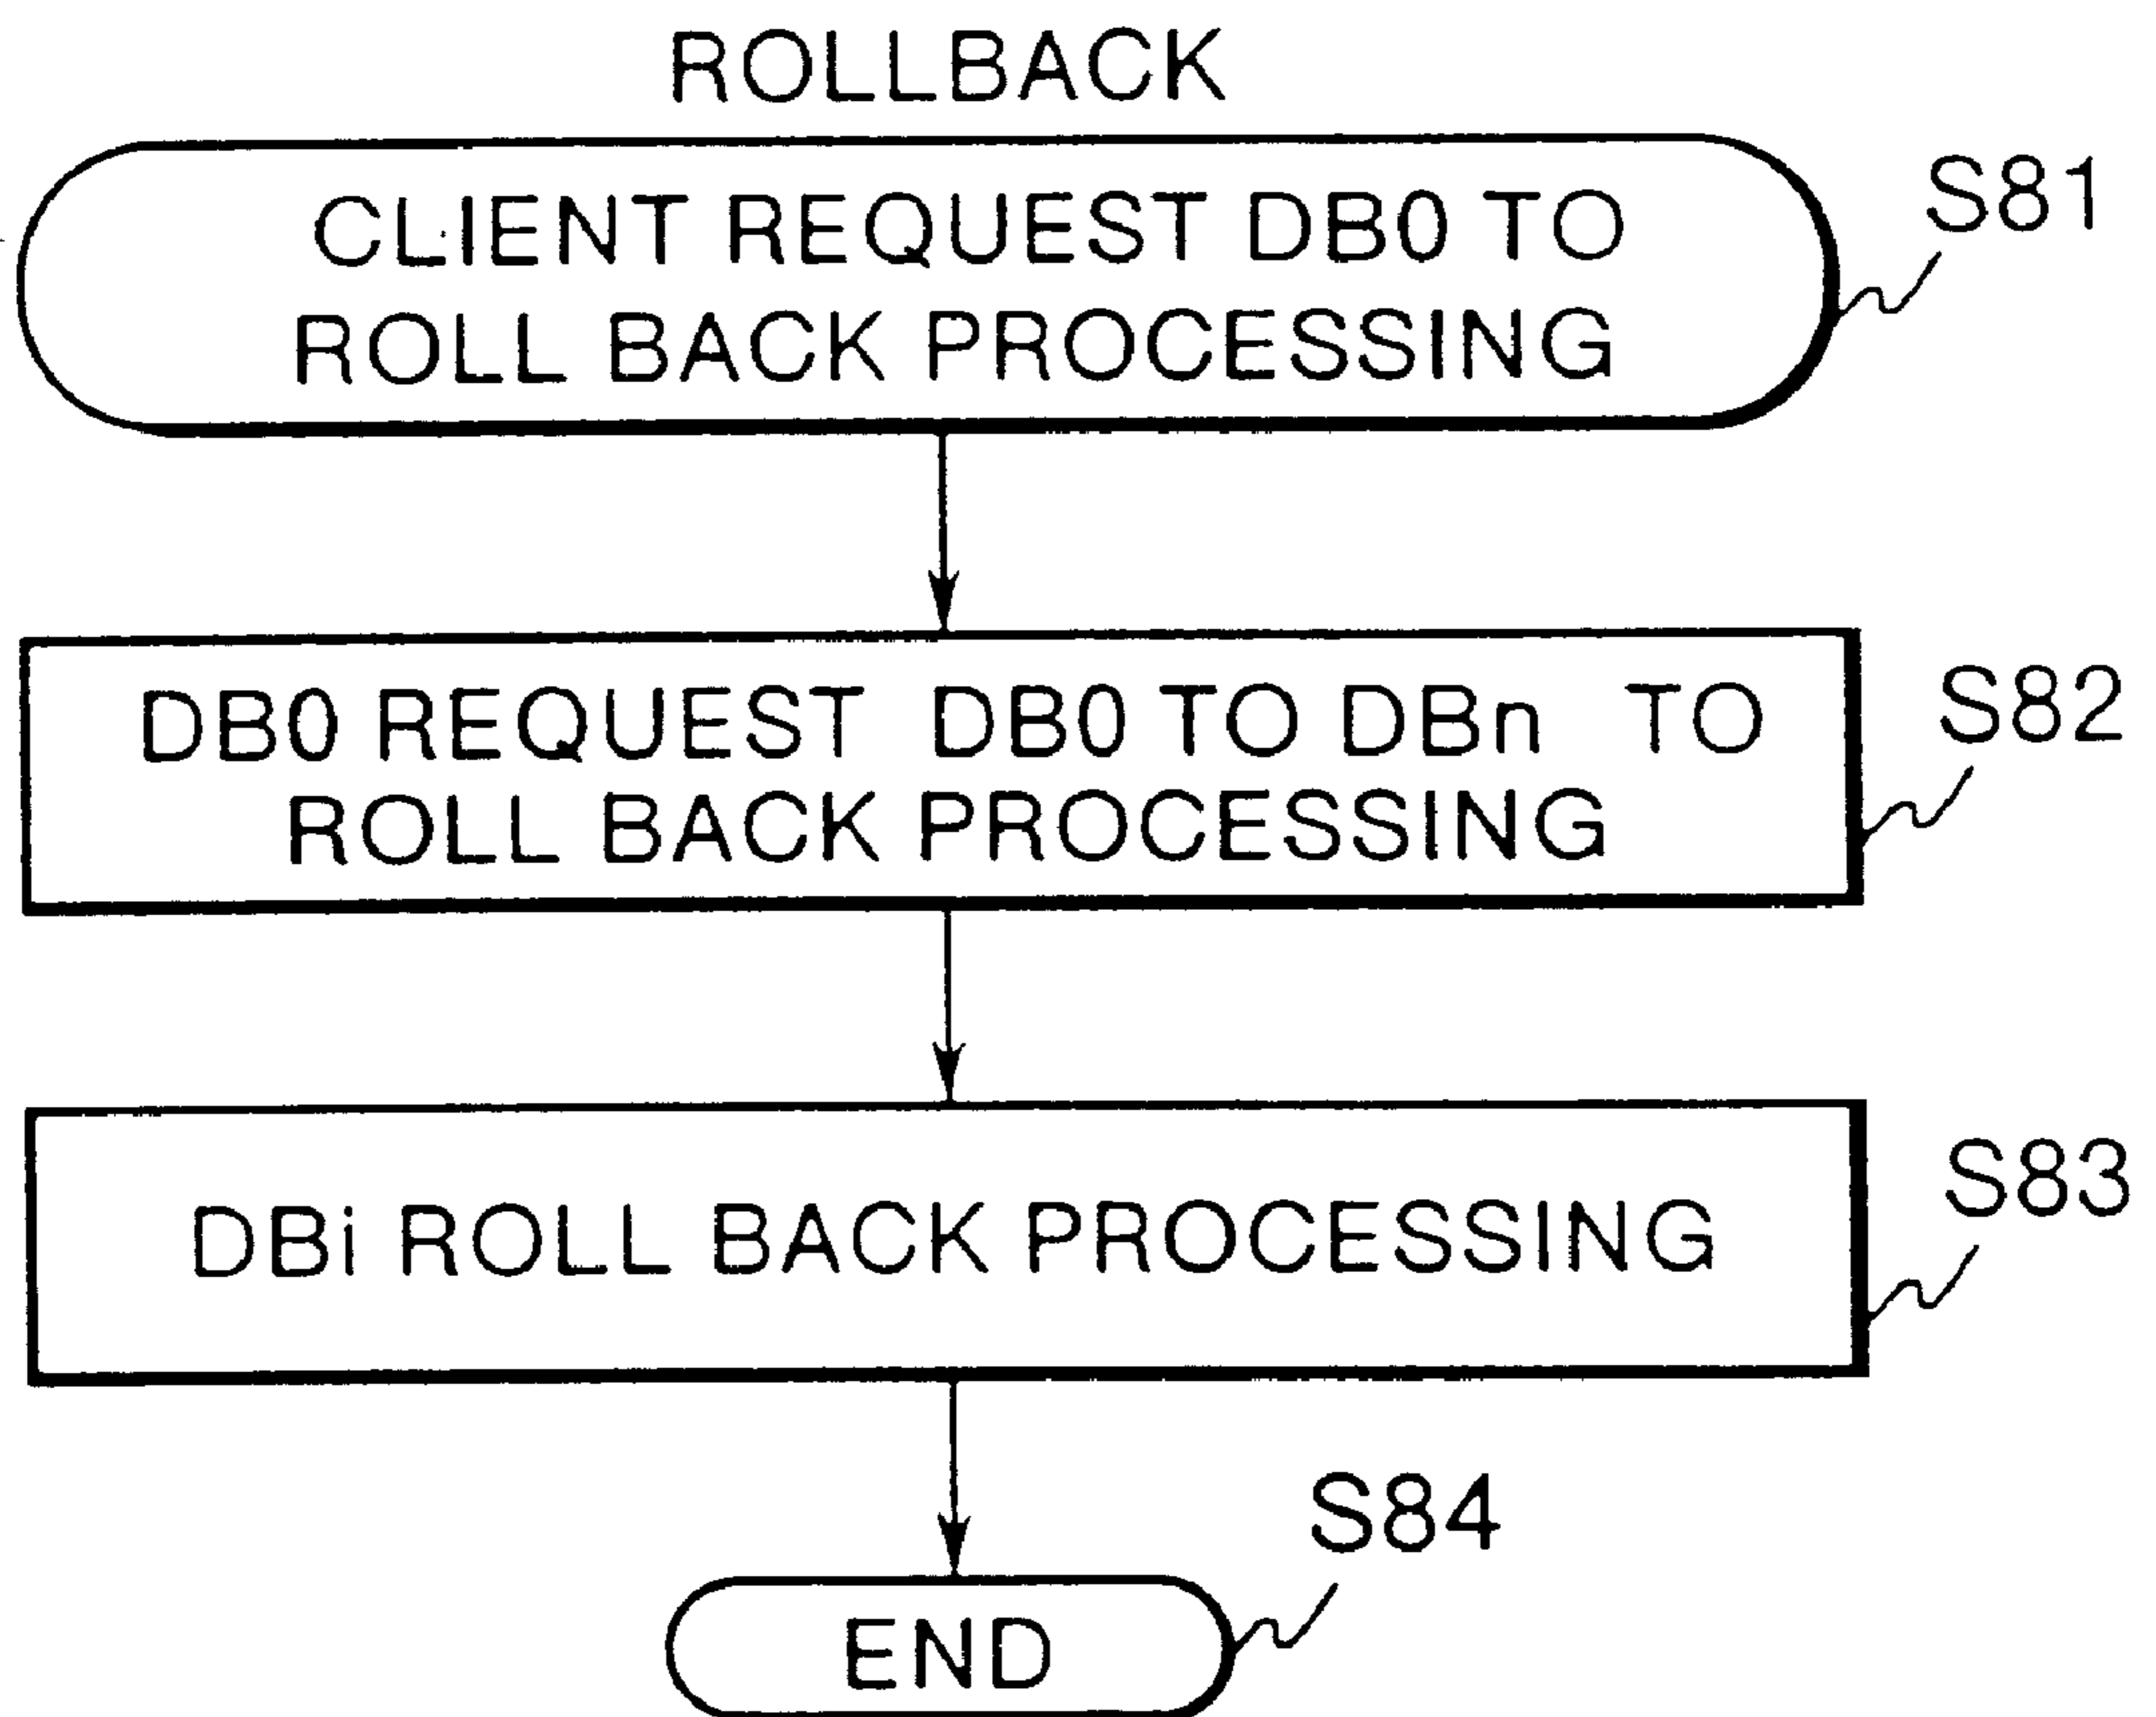 ROLLBACK
CLIENT REQUEST DB0 TO
ROLL BACK PROCESSING
S81
DB0 REQUEST DB0 TO DBn TO
ROLL BACK PROCESSING
S82
DBi ROLL BACK PROCESSING
S83
S84
END